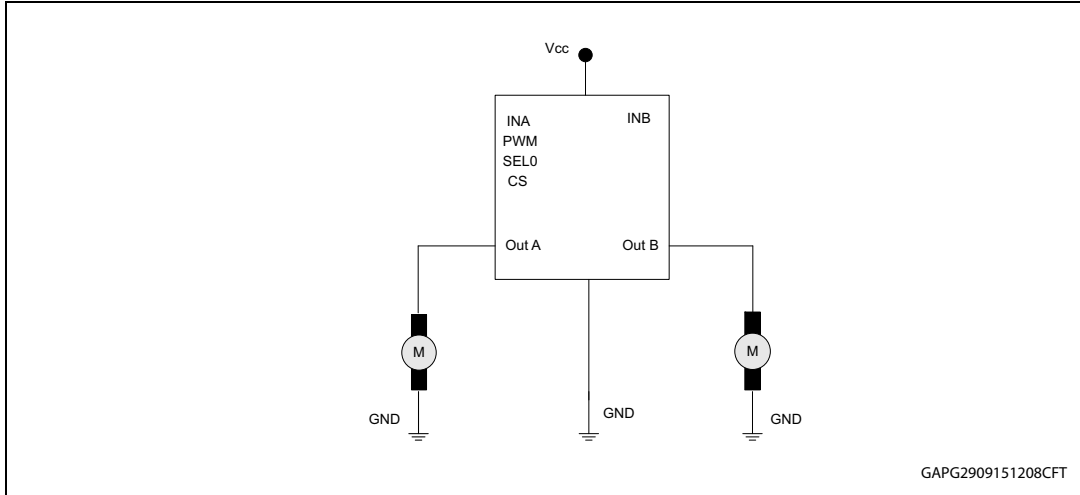 Vcc
INA
INB
PWM
SEL0
CS
Out A
Out B
M
M
GND
GND
GND
GAPG2909151208CFT